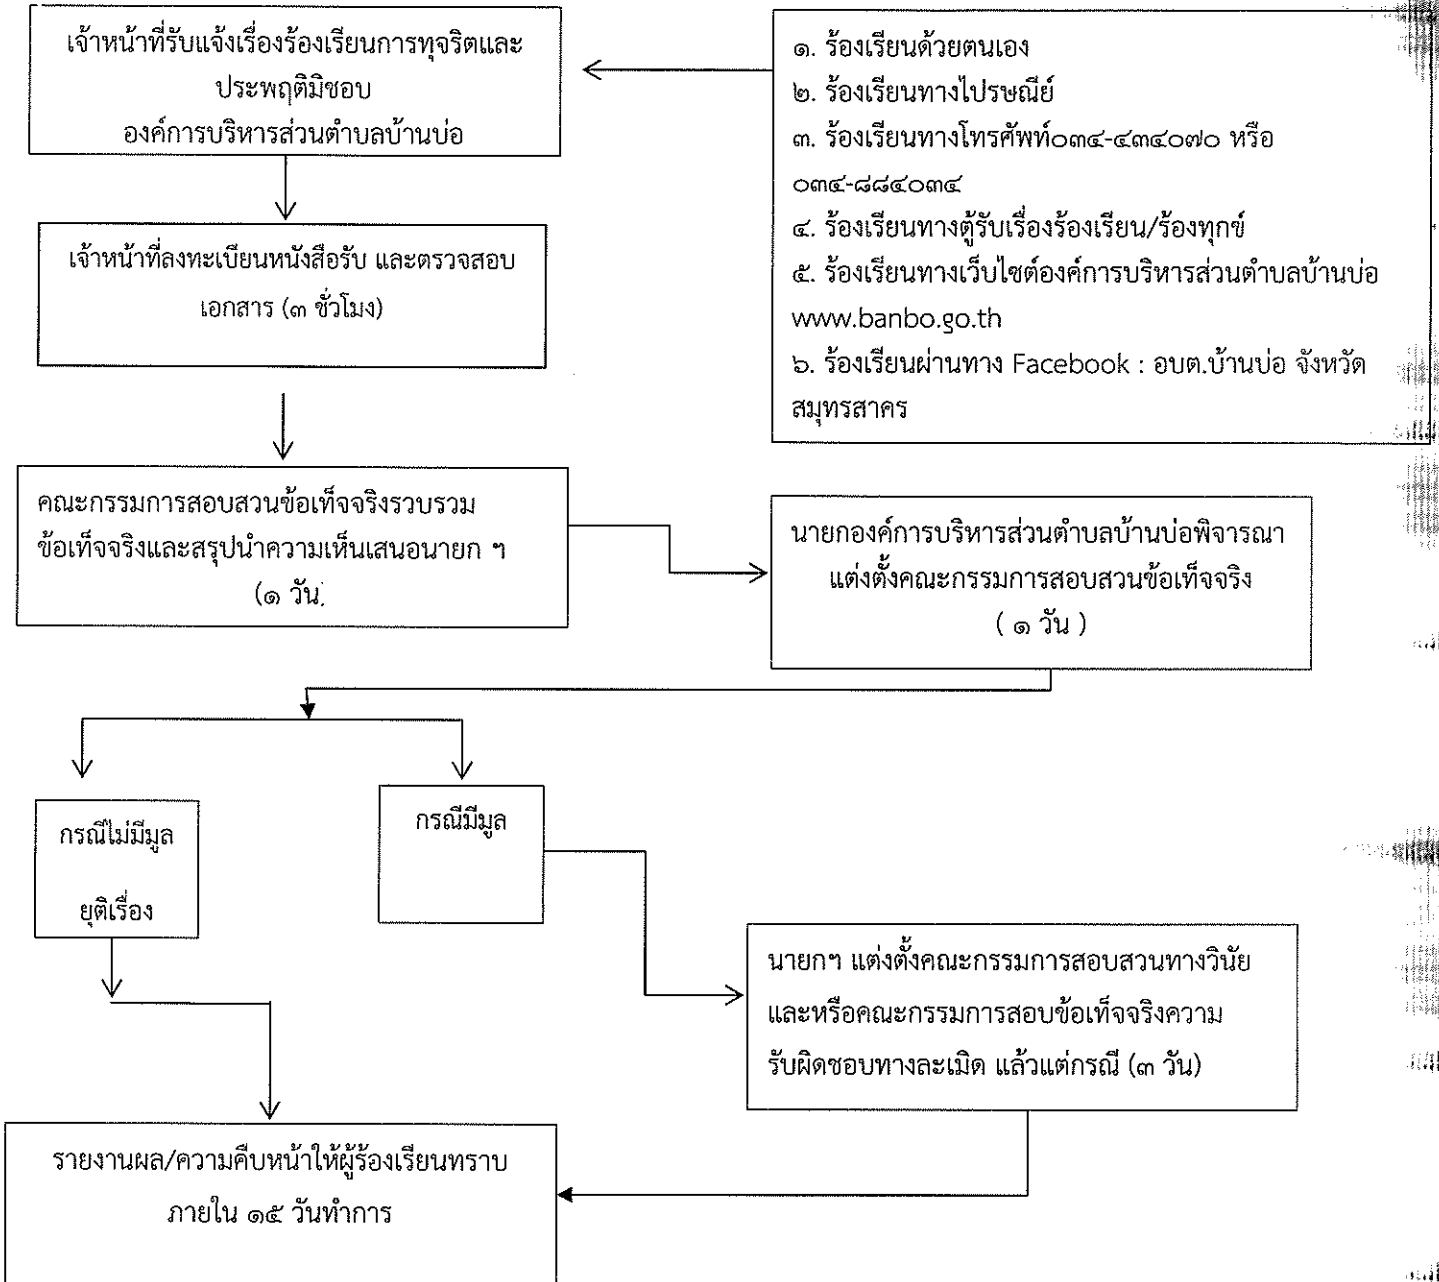 เจ้าหน้าที่รับแจ้งเรื่องร้องเรียนการทุจริตและ
ประพฤติมิชอบ
องค์การบริหารส่วนตำบลบ้านบ่อ
๑. ร้องเรียนด้วยตนเอง
๒. ร้องเรียนทางไปรษณีย์
๓. ร้องเรียนทางโทรศัพท์๐๓๔-๔๓๔๐๗๐ หรือ
๐๓๔-๘๘๔๐๓๔
๔. ร้องเรียนทางตู้รับเรื่องร้องเรียน/ร้องทุกข์
๕. ร้องเรียนทางเว็บไซต์องค์การบริหารส่วนตำบลบ้านบ่อ
www.banbo.go.th
๖. ร้องเรียนผ่านทาง Facebook : อบต.บ้านบ่อ จังหวัด
สมุทรสาคร
เจ้าหน้าที่ลงทะเบียนหนังสือรับ และตรวจสอบ
เอกสาร (๓ ชั่วโมง)
คณะกรรมการสอบสวนข้อเท็จจริงรวบรวม
ข้อเท็จจริงและสรุปนำความเห็นเสนอนายก ฯ
(๑ วัน)
นายกองค์การบริหารส่วนตำบลบ้านบ่อพิจารณา
แต่งตั้งคณะกรรมการสอบสวนข้อเท็จจริง
( ๑ วัน )
กรณีไม่มีมูล
ยุติเรื่อง
กรณีมีมูล
นายกฯ แต่งตั้งคณะกรรมการสอบสวนทางวินัย
และหรือคณะกรรมการสอบข้อเท็จจริงความ
รับผิดชอบทางละเมิด แล้วแต่กรณี (๓ วัน)
รายงานผล/ความคืบหน้าให้ผู้ร้องเรียนทราบ
ภายใน ๑๕ วันทำการ